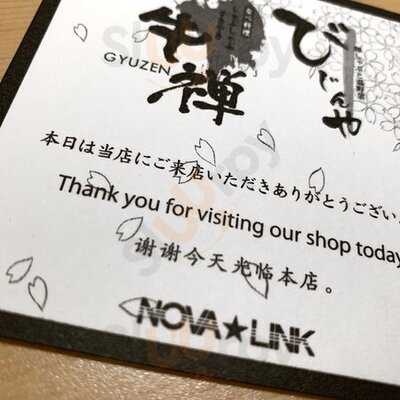 牛禅
GYUZEN
びじんや
本日は当店にご来店いただきありがとうござい
Thank you for visiting our shop today
谢谢今天光临本店。
NOVA★LINK